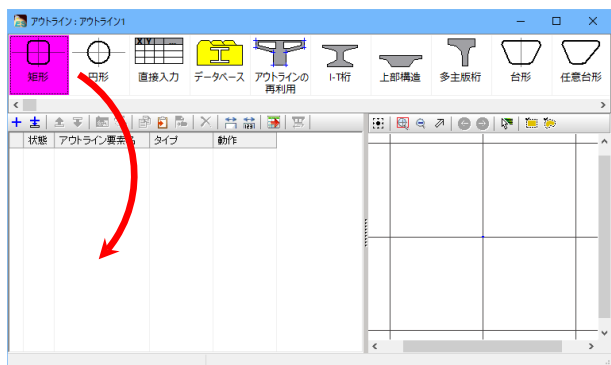 アウトライン : アウトライン1
矩形
円形
X Y ...
直接入力
データベース
アウトラインの
再利用
I-T桁
上部構造
多主版桁
台形
任意台形
状態 アウトライン要素名 タイプ 動作